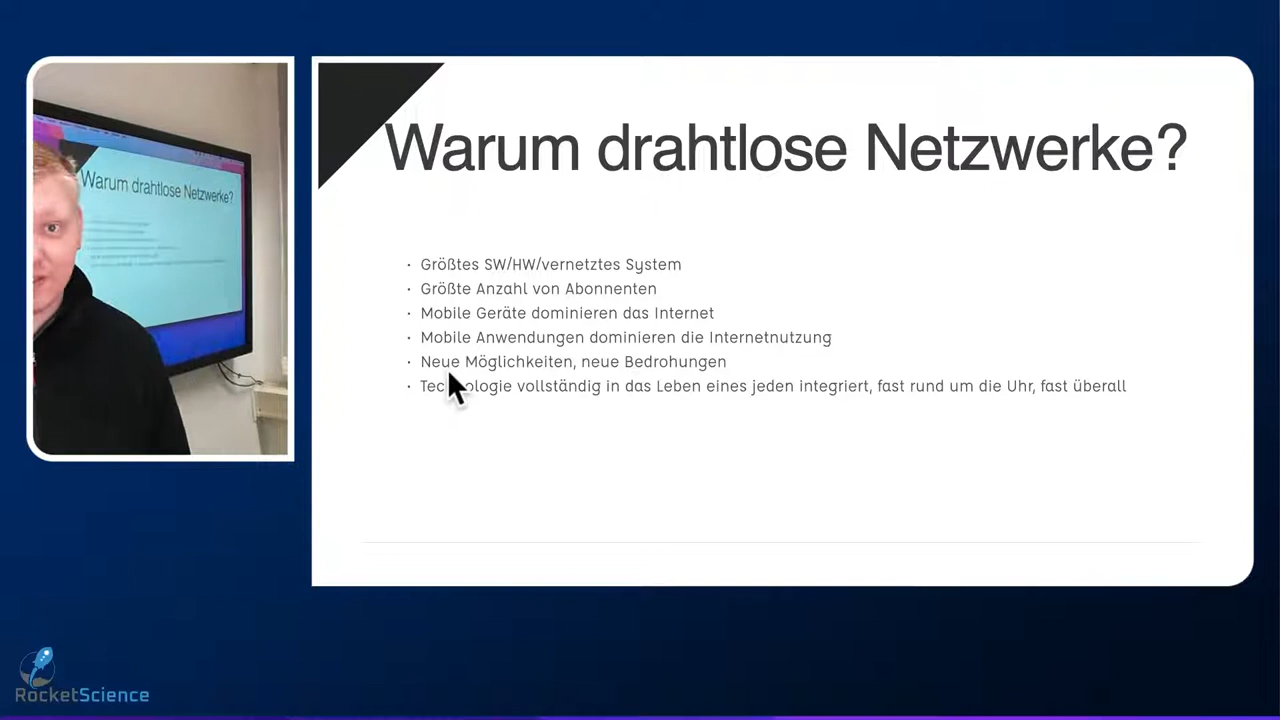 Warum drahtlose Netzwerke?
Warum drahtlose Netzwerke?
· Größtes SW/HW/vernetztes System
· Größte Anzahl von Abonnenten
· Mobile Geräte dominieren das Internet
· Mobile Anwendungen dominieren die Internetnutzung
· Neue Möglichkeiten, neue Bedrohungen
· Technologie vollständig in das Leben eines jeden integriert, fast rund um die Uhr, fast überall
RocketScience